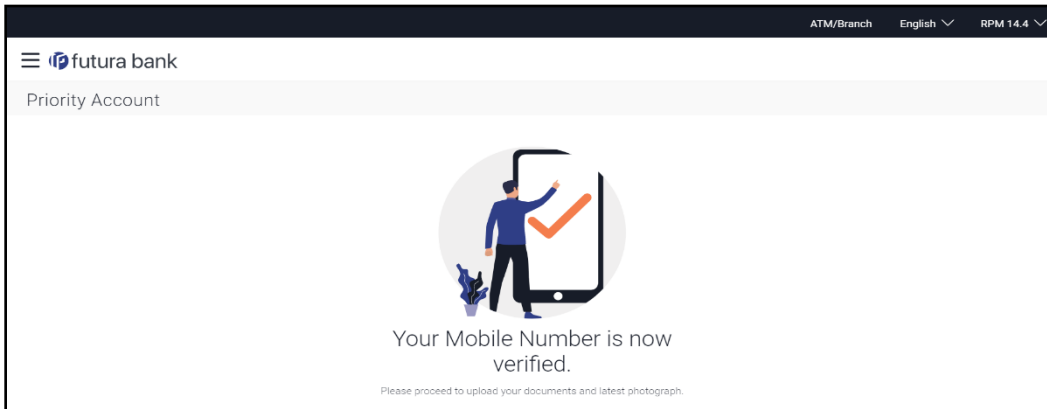 ATM/Branch English RPM 14.4
futura bank
Priority Account
Your Mobile Number is now
verified.
Please proceed to upload your documents and latest photograph.